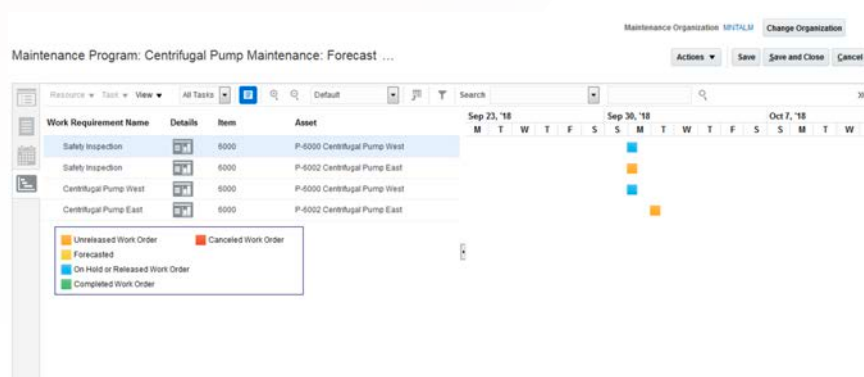 Maintenance Organization MNTALM Change Organization
Maintenance Program: Centrifugal Pump Maintenance: Forecast ...
Actions Save Save and Close Cancel
Resource Task View All Tasks Default Search
Sep 23, '18 Sep 30, '18 Oct 7, '18
Work Requirement Name Details Item Asset M T W T F S S M T W T F S S M T W
Safety Inspection 6000 P-6000 Centrifugal Pump West
Safety Inspection 6000 P-6002 Centrifugal Pump East
Centrifugal Pump West 6000 P-6000 Centrifugal Pump West
Centrifugal Pump East 6000 P-6002 Centrifugal Pump East
Unreleased Work Order Canceled Work Order
Forecasted
On Hold or Released Work Order
Completed Work Order